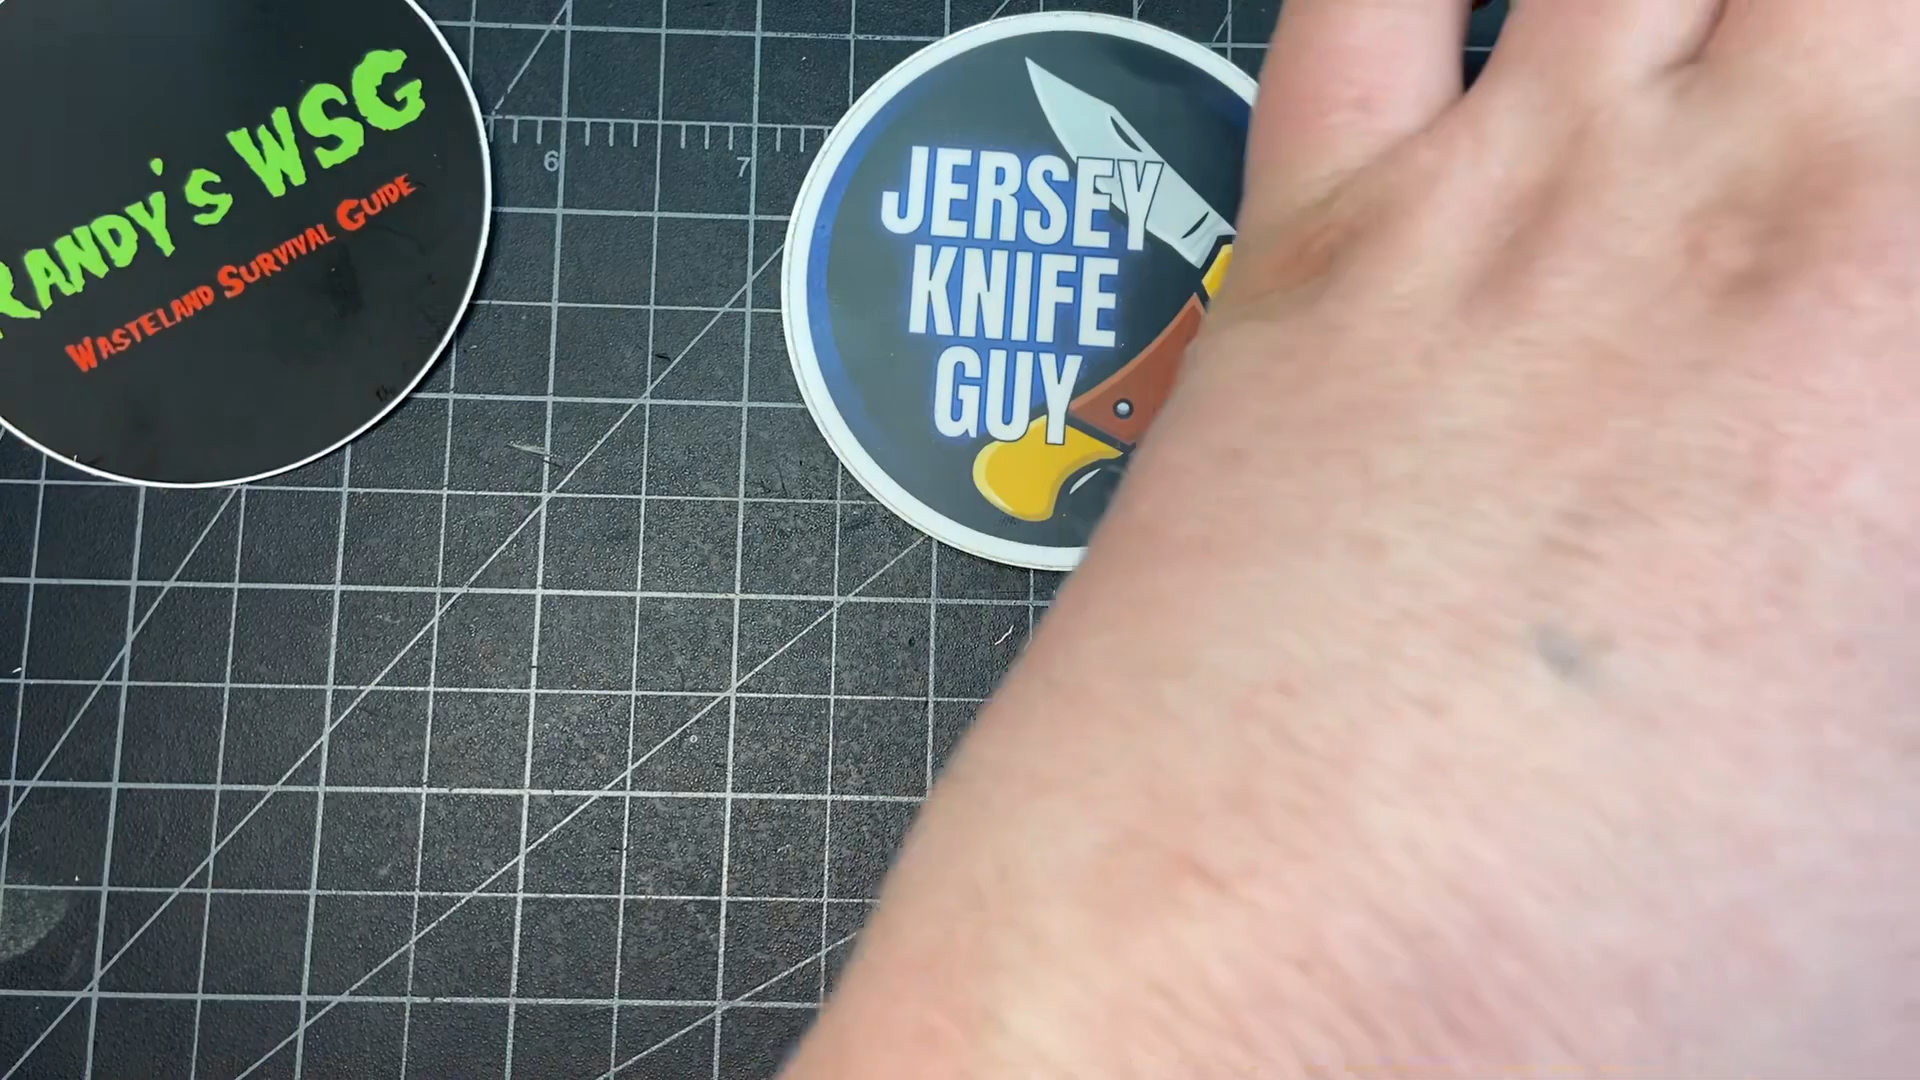 RANDY'S WSG
WASTELAND SURVIVAL GUIDE
6
7
JERSEY
KNIFE
GUY